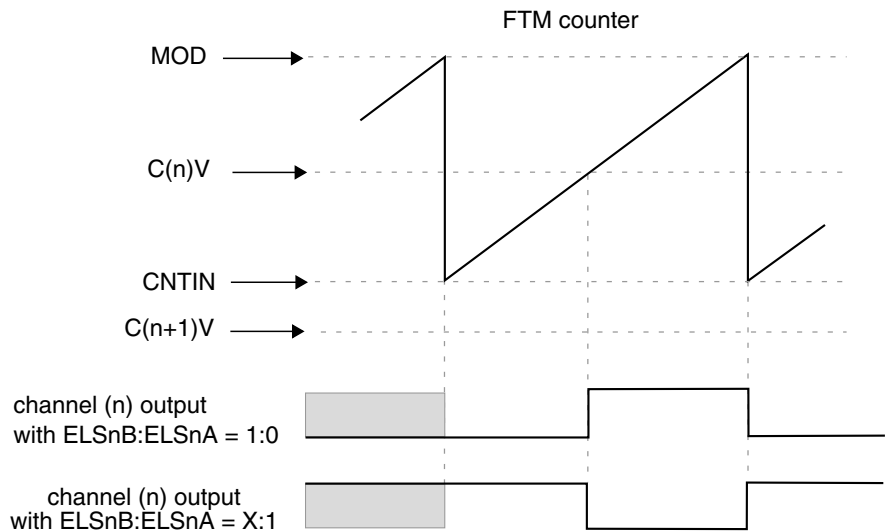 FTM counter
MOD
C(n)V
CNTIN
C(n+1)V
channel (n) output
with ELSnB:ELSnA = 1:0
channel (n) output
with ELSnB:ELSnA = X:1